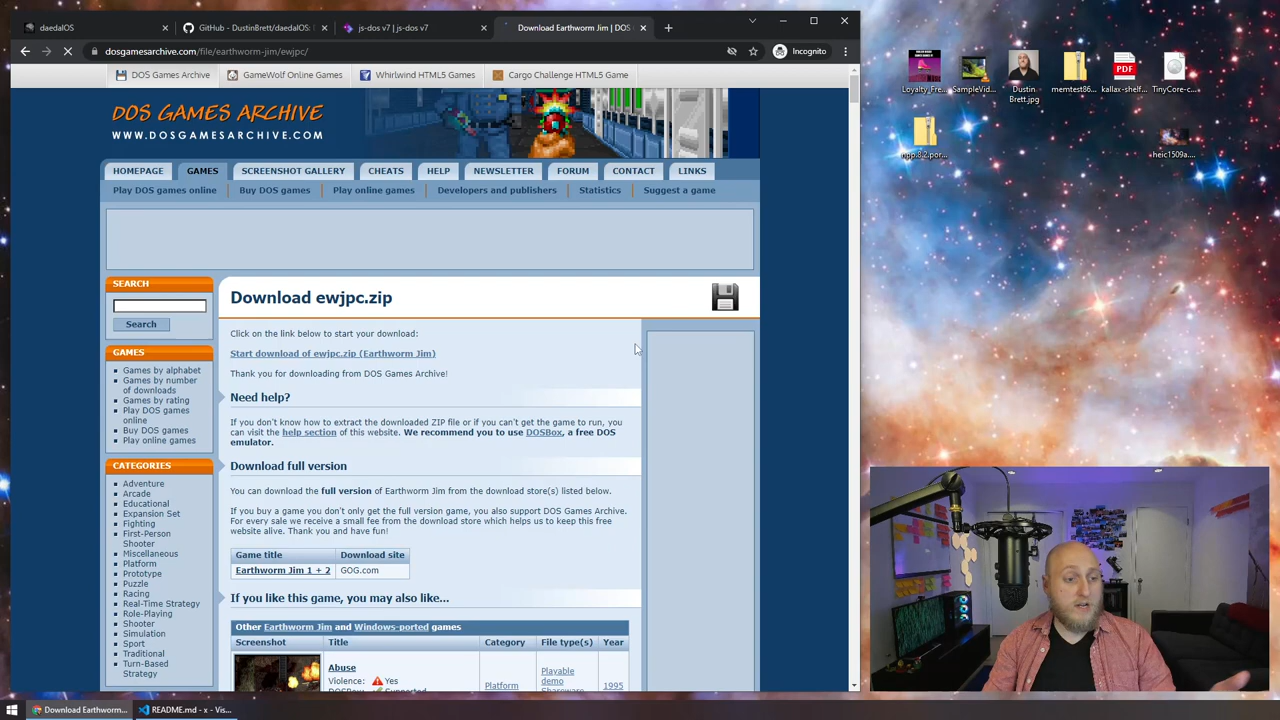 daedalOS
GitHub - DustinBrett/daedalOS:
js-dos v7 | js-dos v7
Download Earthworm Jim | DOS
dosgamesarchive.com/file/earthworm-jim/ewjpc/
Incognito
DOS Games Archive
GameWolf Online Games
Whirlwind HTML5 Games
Cargo Challenge HTML5 Game
DOS GAMES ARCHIVE
WWW.DOSGAMESARCHIVE.COM
HOMEPAGE GAMES SCREENSHOT GALLERY CHEATS HELP NEWSLETTER FORUM CONTACT LINKS
Play DOS games online Buy DOS games Play online games Developers and publishers Statistics Suggest a game
SEARCH
Search
GAMES
Games by alphabet
Games by number
of downloads
Games by rating
Play DOS games
online
Buy DOS games
Play online games
CATEGORIES
Adventure
Arcade
Educational
Expansion Set
Fighting
First-Person
Shooter
Miscellaneous
Platform
Prototype
Puzzle
Racing
Real-Time Strategy
Role-Playing
Shooter
Simulation
Sport
Traditional
Turn-Based
Strategy
Download ewjpc.zip
Click on the link below to start your download:
Start download of ewjpc.zip (Earthworm Jim)
Thank you for downloading from DOS Games Archive!
Need help?
If you don't know how to extract the downloaded ZIP file or if you can't get the game to run, you
can visit the help section of this website. We recommend you to use DOSBox, a free DOS
emulator.
Download full version
You can download the full version of Earthworm Jim from the download store(s) listed below.
If you buy a game you don't only get the full version game, you also support DOS Games Archive.
For every sale we receive a small fee from the download store which helps us to keep this free
website alive. Thank you and have fun!
Game title Download site
Earthworm Jim 1 + 2 GOG.com
If you like this game, you may also like...
Other Earthworm Jim and Windows-ported games
Screenshot Title Category File type(s) Year
Abuse
Violence: Yes
Platform
Playable
demo
1995
Loyalty_Fre...
SampleVid...
Dustin
Brett.jpg
memtest86...
PDF
kallax-shelf...
TinyCore-c...
npp.8.2.por...
heic1509a....
Download Earthworm...
README.md - x - Vis...